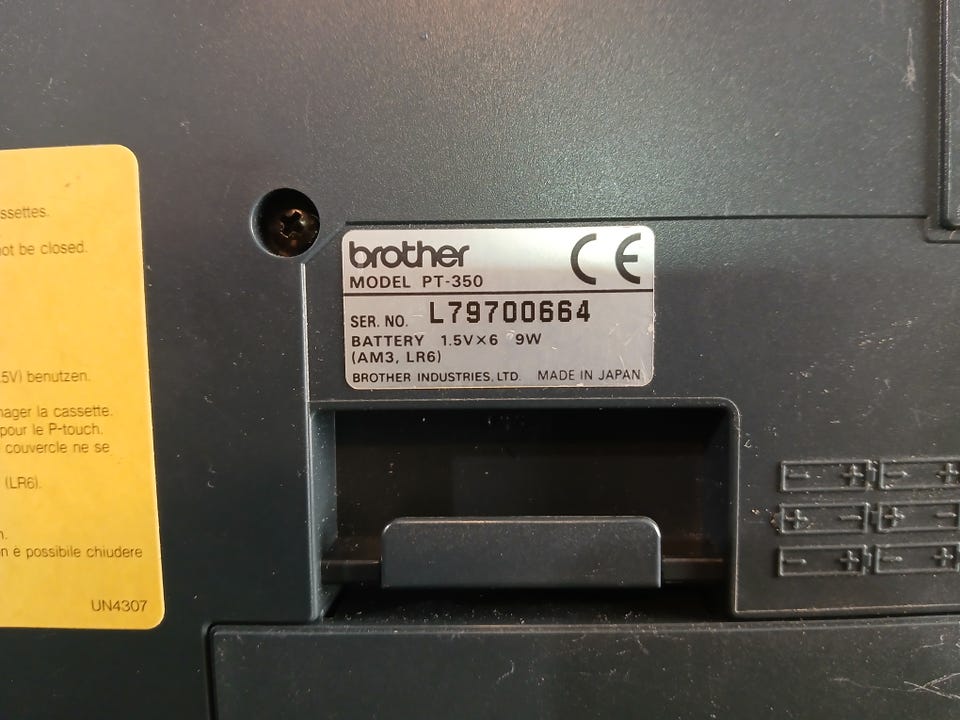 ssettes.
not be closed.
.5V) benutzen.
nager la cassette.
pour le P-touch.
couvercle ne se
(LR6).
n.
n è possibile chiudere
UN4307
brother CE
MODEL PT-350
SER. NO. L79700664
BATTERY 1.5V×6 9W
(AM3, LR6)
BROTHER INDUSTRIES, LTD. MADE IN JAPAN
- + - +
+ - + -
- + - +